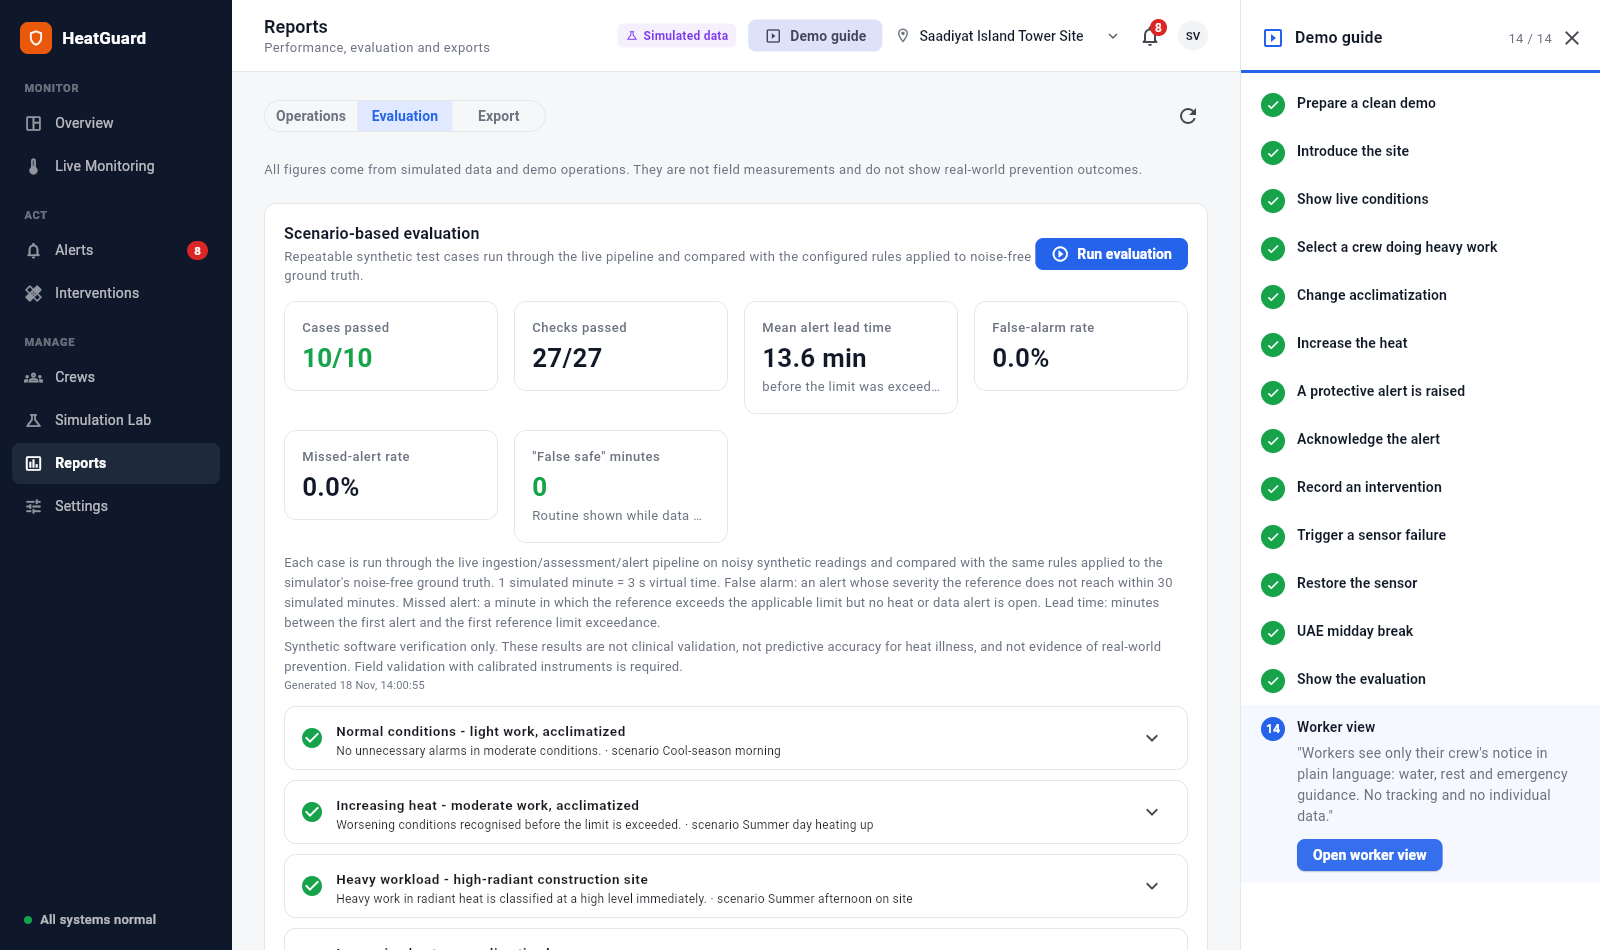 HeatGuard
MONITOR
Overview
Live Monitoring
ACT
Alerts
8
Interventions
MANAGE
Crews
Simulation Lab
Reports
Settings
All systems normal
Reports
Performance, evaluation and exports
Simulated data
Demo guide
Saadiyat Island Tower Site
8
SV
Operations
Evaluation
Export
All figures come from simulated data and demo operations. They are not field measurements and do not show real-world prevention outcomes.
Scenario-based evaluation
Repeatable synthetic test cases run through the live pipeline and compared with the configured rules applied to noise-free
ground truth.
Run evaluation
Cases passed
10/10
Checks passed
27/27
Mean alert lead time
13.6 min
before the limit was exceed…
False-alarm rate
0.0%
Missed-alert rate
0.0%
"False safe" minutes
0
Routine shown while data …
Each case is run through the live ingestion/assessment/alert pipeline on noisy synthetic readings and compared with the same rules applied to the
simulator's noise-free ground truth. 1 simulated minute = 3 s virtual time. False alarm: an alert whose severity the reference does not reach within 30
simulated minutes. Missed alert: a minute in which the reference exceeds the applicable limit but no heat or data alert is open. Lead time: minutes
between the first alert and the first reference limit exceedance.
Synthetic software verification only. These results are not clinical validation, not predictive accuracy for heat illness, and not evidence of real-world
prevention. Field validation with calibrated instruments is required.
Generated 18 Nov, 14:00:55
Normal conditions - light work, acclimatized
No unnecessary alarms in moderate conditions. · scenario Cool-season morning
Increasing heat - moderate work, acclimatized
Worsening conditions recognised before the limit is exceeded. · scenario Summer day heating up
Heavy workload - high-radiant construction site
Heavy work in radiant heat is classified at a high level immediately. · scenario Summer afternoon on site
Demo guide
14 / 14
Prepare a clean demo
Introduce the site
Show live conditions
Select a crew doing heavy work
Change acclimatization
Increase the heat
A protective alert is raised
Acknowledge the alert
Record an intervention
Trigger a sensor failure
Restore the sensor
UAE midday break
Show the evaluation
14
Worker view
"Workers see only their crew's notice in
plain language: water, rest and emergency
guidance. No tracking and no individual
data."
Open worker view